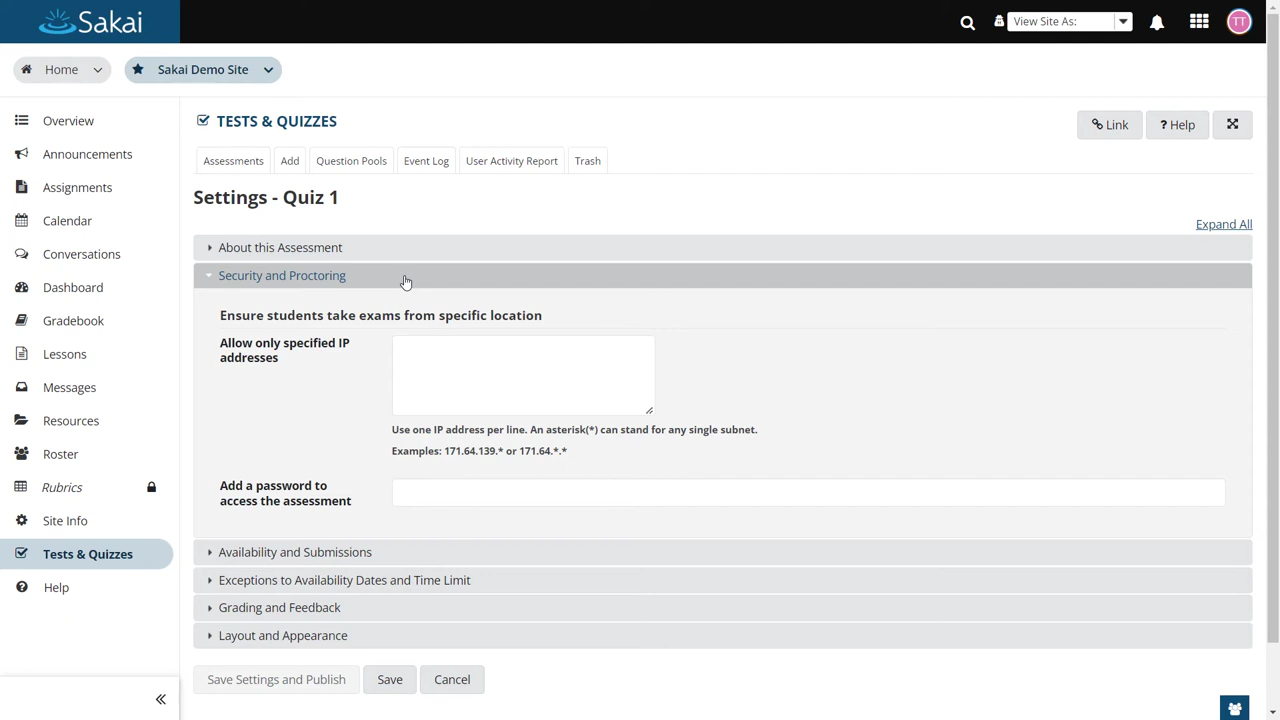 Sakai
View Site As:
TT
Home
Sakai Demo Site
Overview
Announcements
Assignments
Calendar
Conversations
Dashboard
Gradebook
Lessons
Messages
Resources
Roster
Rubrics
Site Info
Tests & Quizzes
Help
TESTS & QUIZZES
Link
? Help
Assessments
Add
Question Pools
Event Log
User Activity Report
Trash
Settings - Quiz 1
Expand All
About this Assessment
Security and Proctoring
Ensure students take exams from specific location
Allow only specified IP
addresses
Use one IP address per line. An asterisk(*) can stand for any single subnet.
Examples: 171.64.139.* or 171.64.*.*
Add a password to
access the assessment
Availability and Submissions
Exceptions to Availability Dates and Time Limit
Grading and Feedback
Layout and Appearance
Save Settings and Publish
Save
Cancel